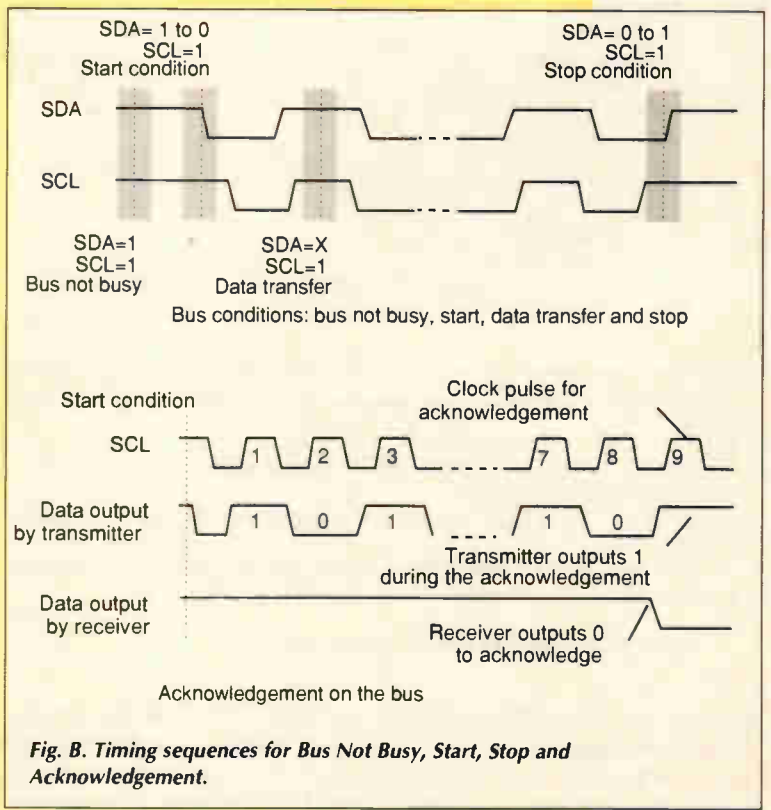 SDA= 1 to 0
SCL=1
Start condition
SDA= 0 to 1
SCL=1
Stop condition
SDA
SCL
SDA=1
SCL=1
Bus not busy
SDA=X
SCL=1
Data transfer
Bus conditions: bus not busy, start, data transfer and stop
Start condition
Clock pulse for
acknowledgement
SCL
1 2 3 7 8 9
Data output
by transmitter
1 0 1 1 0
Transmitter outputs 1
during the acknowledgement
Data output
by receiver
Receiver outputs 0
to acknowledge
Acknowledgement on the bus
Fig. B. Timing sequences for Bus Not Busy, Start, Stop and
Acknowledgement.